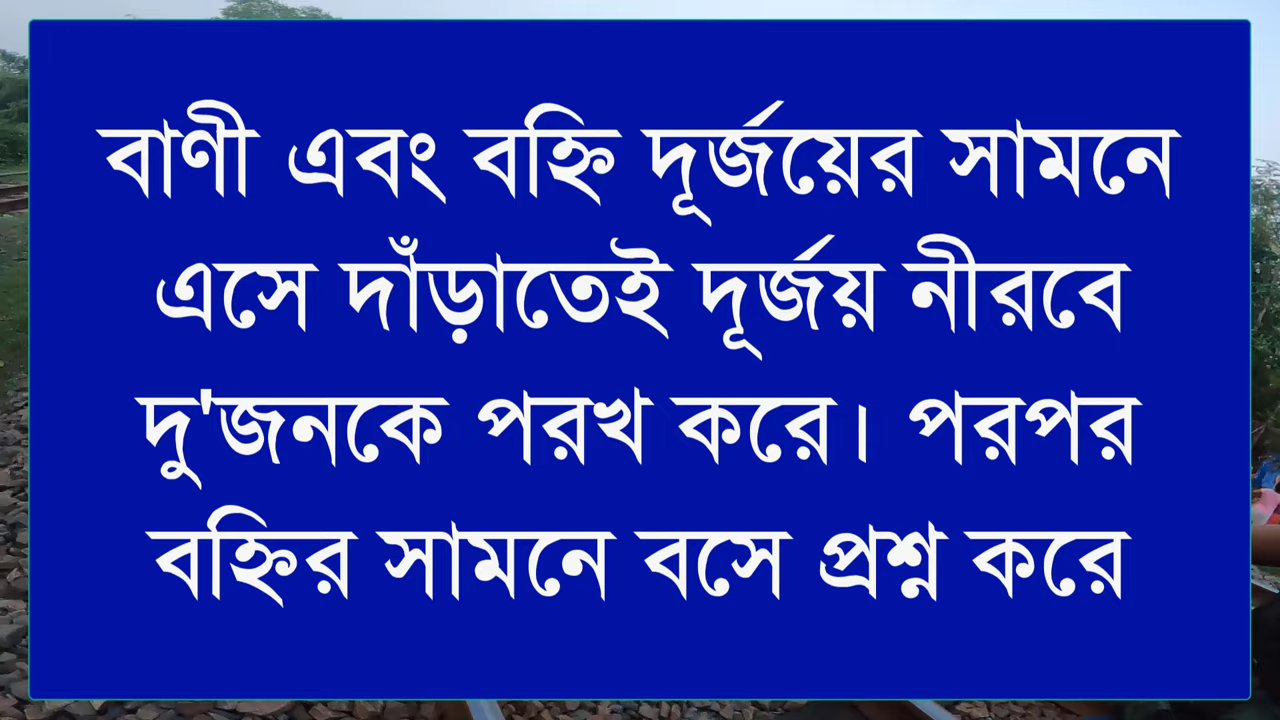 বাণী এবং বহ্নি দূর্জয়ের সামনে
এসে দাঁড়াতেই দূর্জয় নীরবে
দু'জনকে পরখ করে। পরপর
বহ্নির সামনে বসে প্রশ্ন করে